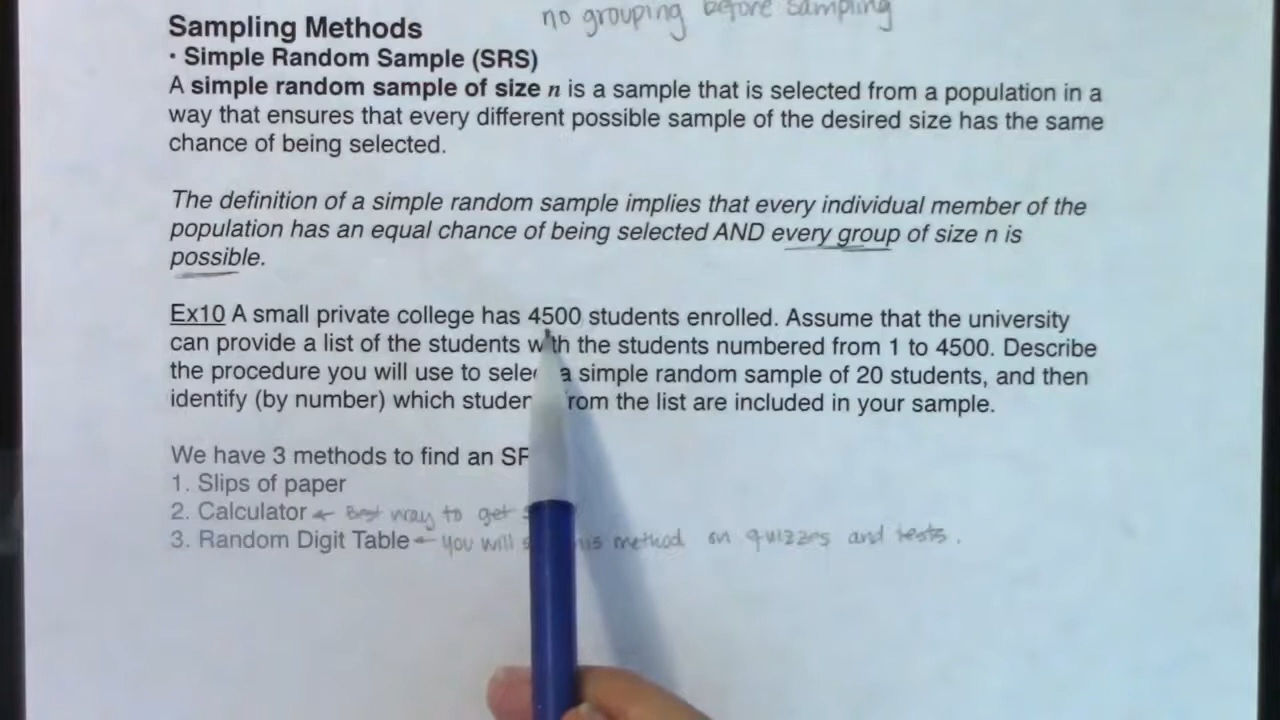 no grouping before sampling
Sampling Methods
· Simple Random Sample (SRS)
A simple random sample of size n is a sample that is selected from a population in a
way that ensures that every different possible sample of the desired size has the same
chance of being selected.
The definition of a simple random sample implies that every individual member of the
population has an equal chance of being selected AND every group of size n is
possible.
Ex10 A small private college has 4500 students enrolled. Assume that the university
can provide a list of the students with the students numbered from 1 to 4500. Describe
the procedure you will use to a simple random sample of 20 students, and then
identify (by number) which from the list are included in your sample.
We have 3 methods to find an
1. Slips of paper
2. Calculator ← Best way to get
3. Random Digit Table ← you will method on quizzes and tests.